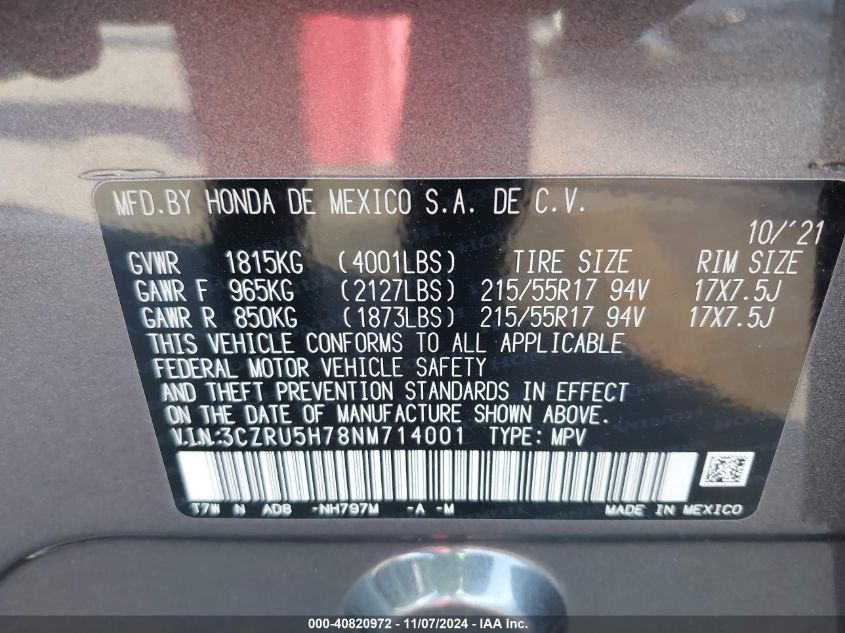 MFD.BY HONDA DE MEXICO S.A. DE C.V.
10/'21
GVWR 1815KG (4001LBS) TIRE SIZE RIM SIZE
GAWR F 965KG (2127LBS) 215/55R17 94V 17X7.5J
GAWR R 850KG (1873LBS) 215/55R17 94V 17X7.5J
THIS VEHICLE CONFORMS TO ALL APPLICABLE
FEDERAL MOTOR VEHICLE SAFETY
AND THEFT PREVENTION STANDARDS IN EFFECT
ON THE DATE OF MANUFACTURE SHOWN ABOVE.
V.I.N.:3CZRU5H78NM714001 TYPE: MPV
T7W N AD8 -NH797M -A -M MADE IN MEXICO
000-40820972 - 11/07/2024 - IAA Inc.